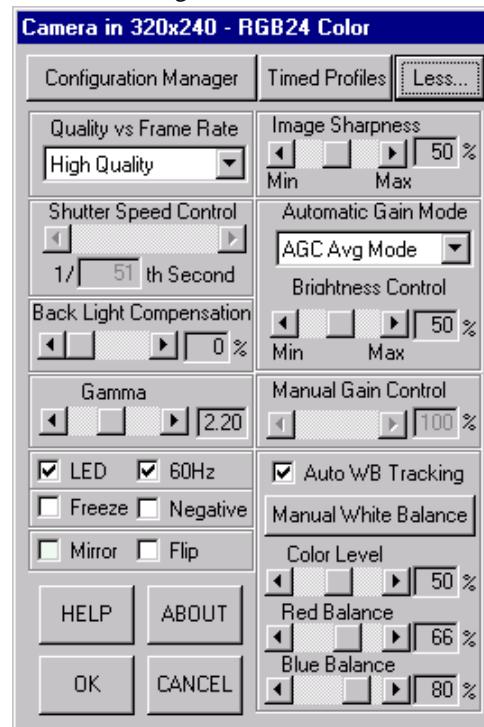 Camera in 320x240 - RGB24 Color
Configuration Manager
Timed Profiles
Less...
Quality vs Frame Rate
High Quality
Shutter Speed Control
1/ 51 th Second
Back Light Compensation
0 %
Gamma
2.20
LED
60Hz
Freeze
Negative
Mirror
Flip
HELP
ABOUT
OK
CANCEL
Image Sharpness
50 %
Min Max
Automatic Gain Mode
AGC Avg Mode
Brightness Control
50 %
Min Max
Manual Gain Control
100 %
Auto WB Tracking
Manual White Balance
Color Level
50 %
Red Balance
66 %
Blue Balance
80 %